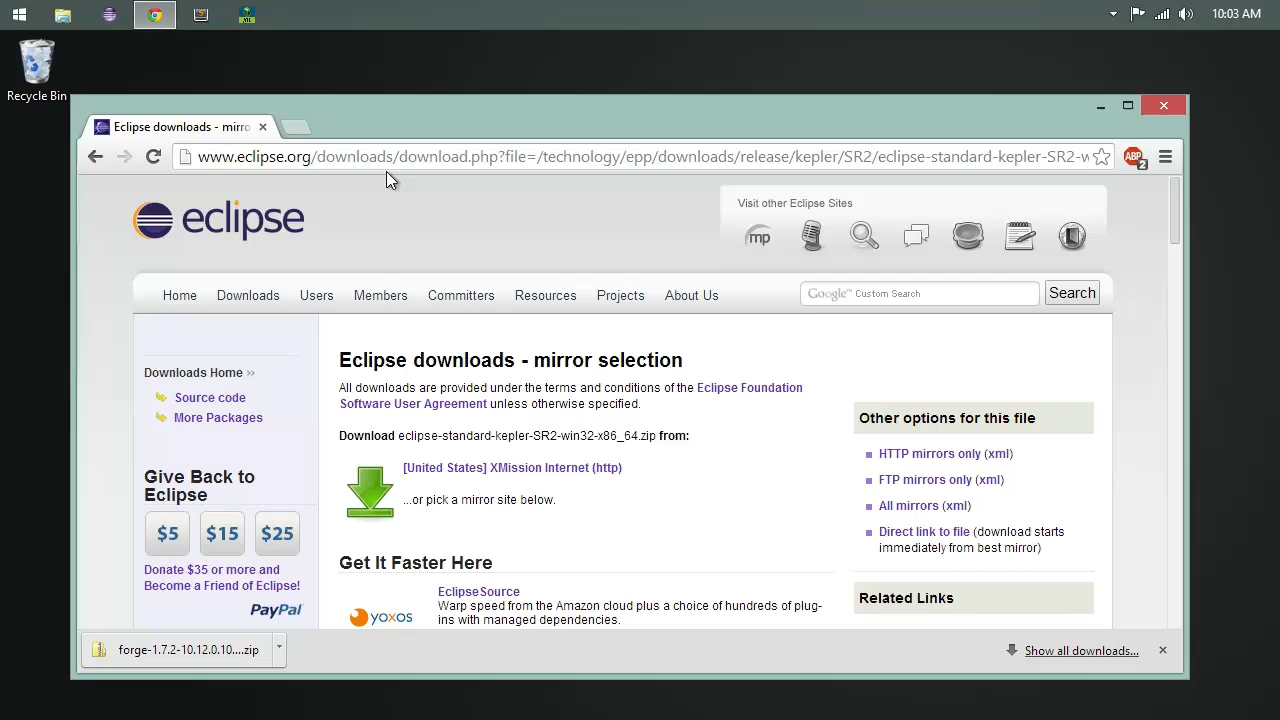 10:03 AM
Recycle Bin
Eclipse downloads - mirro
www.eclipse.org/downloads/download.php?file=/technology/epp/downloads/release/kepler/SR2/eclipse-standard-kepler-SR2-w
ABP
2
eclipse
Visit other Eclipse Sites
mp
Home Downloads Users Members Committers Resources Projects About Us
Google™ Custom Search
Search
Downloads Home
Source code
More Packages
Give Back to
Eclipse
$5 $15 $25
Donate $35 or more and
Become a Friend of Eclipse!
PayPal
Eclipse downloads - mirror selection
All downloads are provided under the terms and conditions of the Eclipse Foundation
Software User Agreement unless otherwise specified.
Download eclipse-standard-kepler-SR2-win32-x86_64.zip from:
[United States] XMission Internet (http)
...or pick a mirror site below.
Get It Faster Here
EclipseSource
Warp speed from the Amazon cloud plus a choice of hundreds of plug-
ins with managed dependencies.
yoxos
Other options for this file
HTTP mirrors only (xml)
FTP mirrors only (xml)
All mirrors (xml)
Direct link to file (download starts
immediately from best mirror)
Related Links
forge-1.7.2-10.12.0.10....zip
Show all downloads...